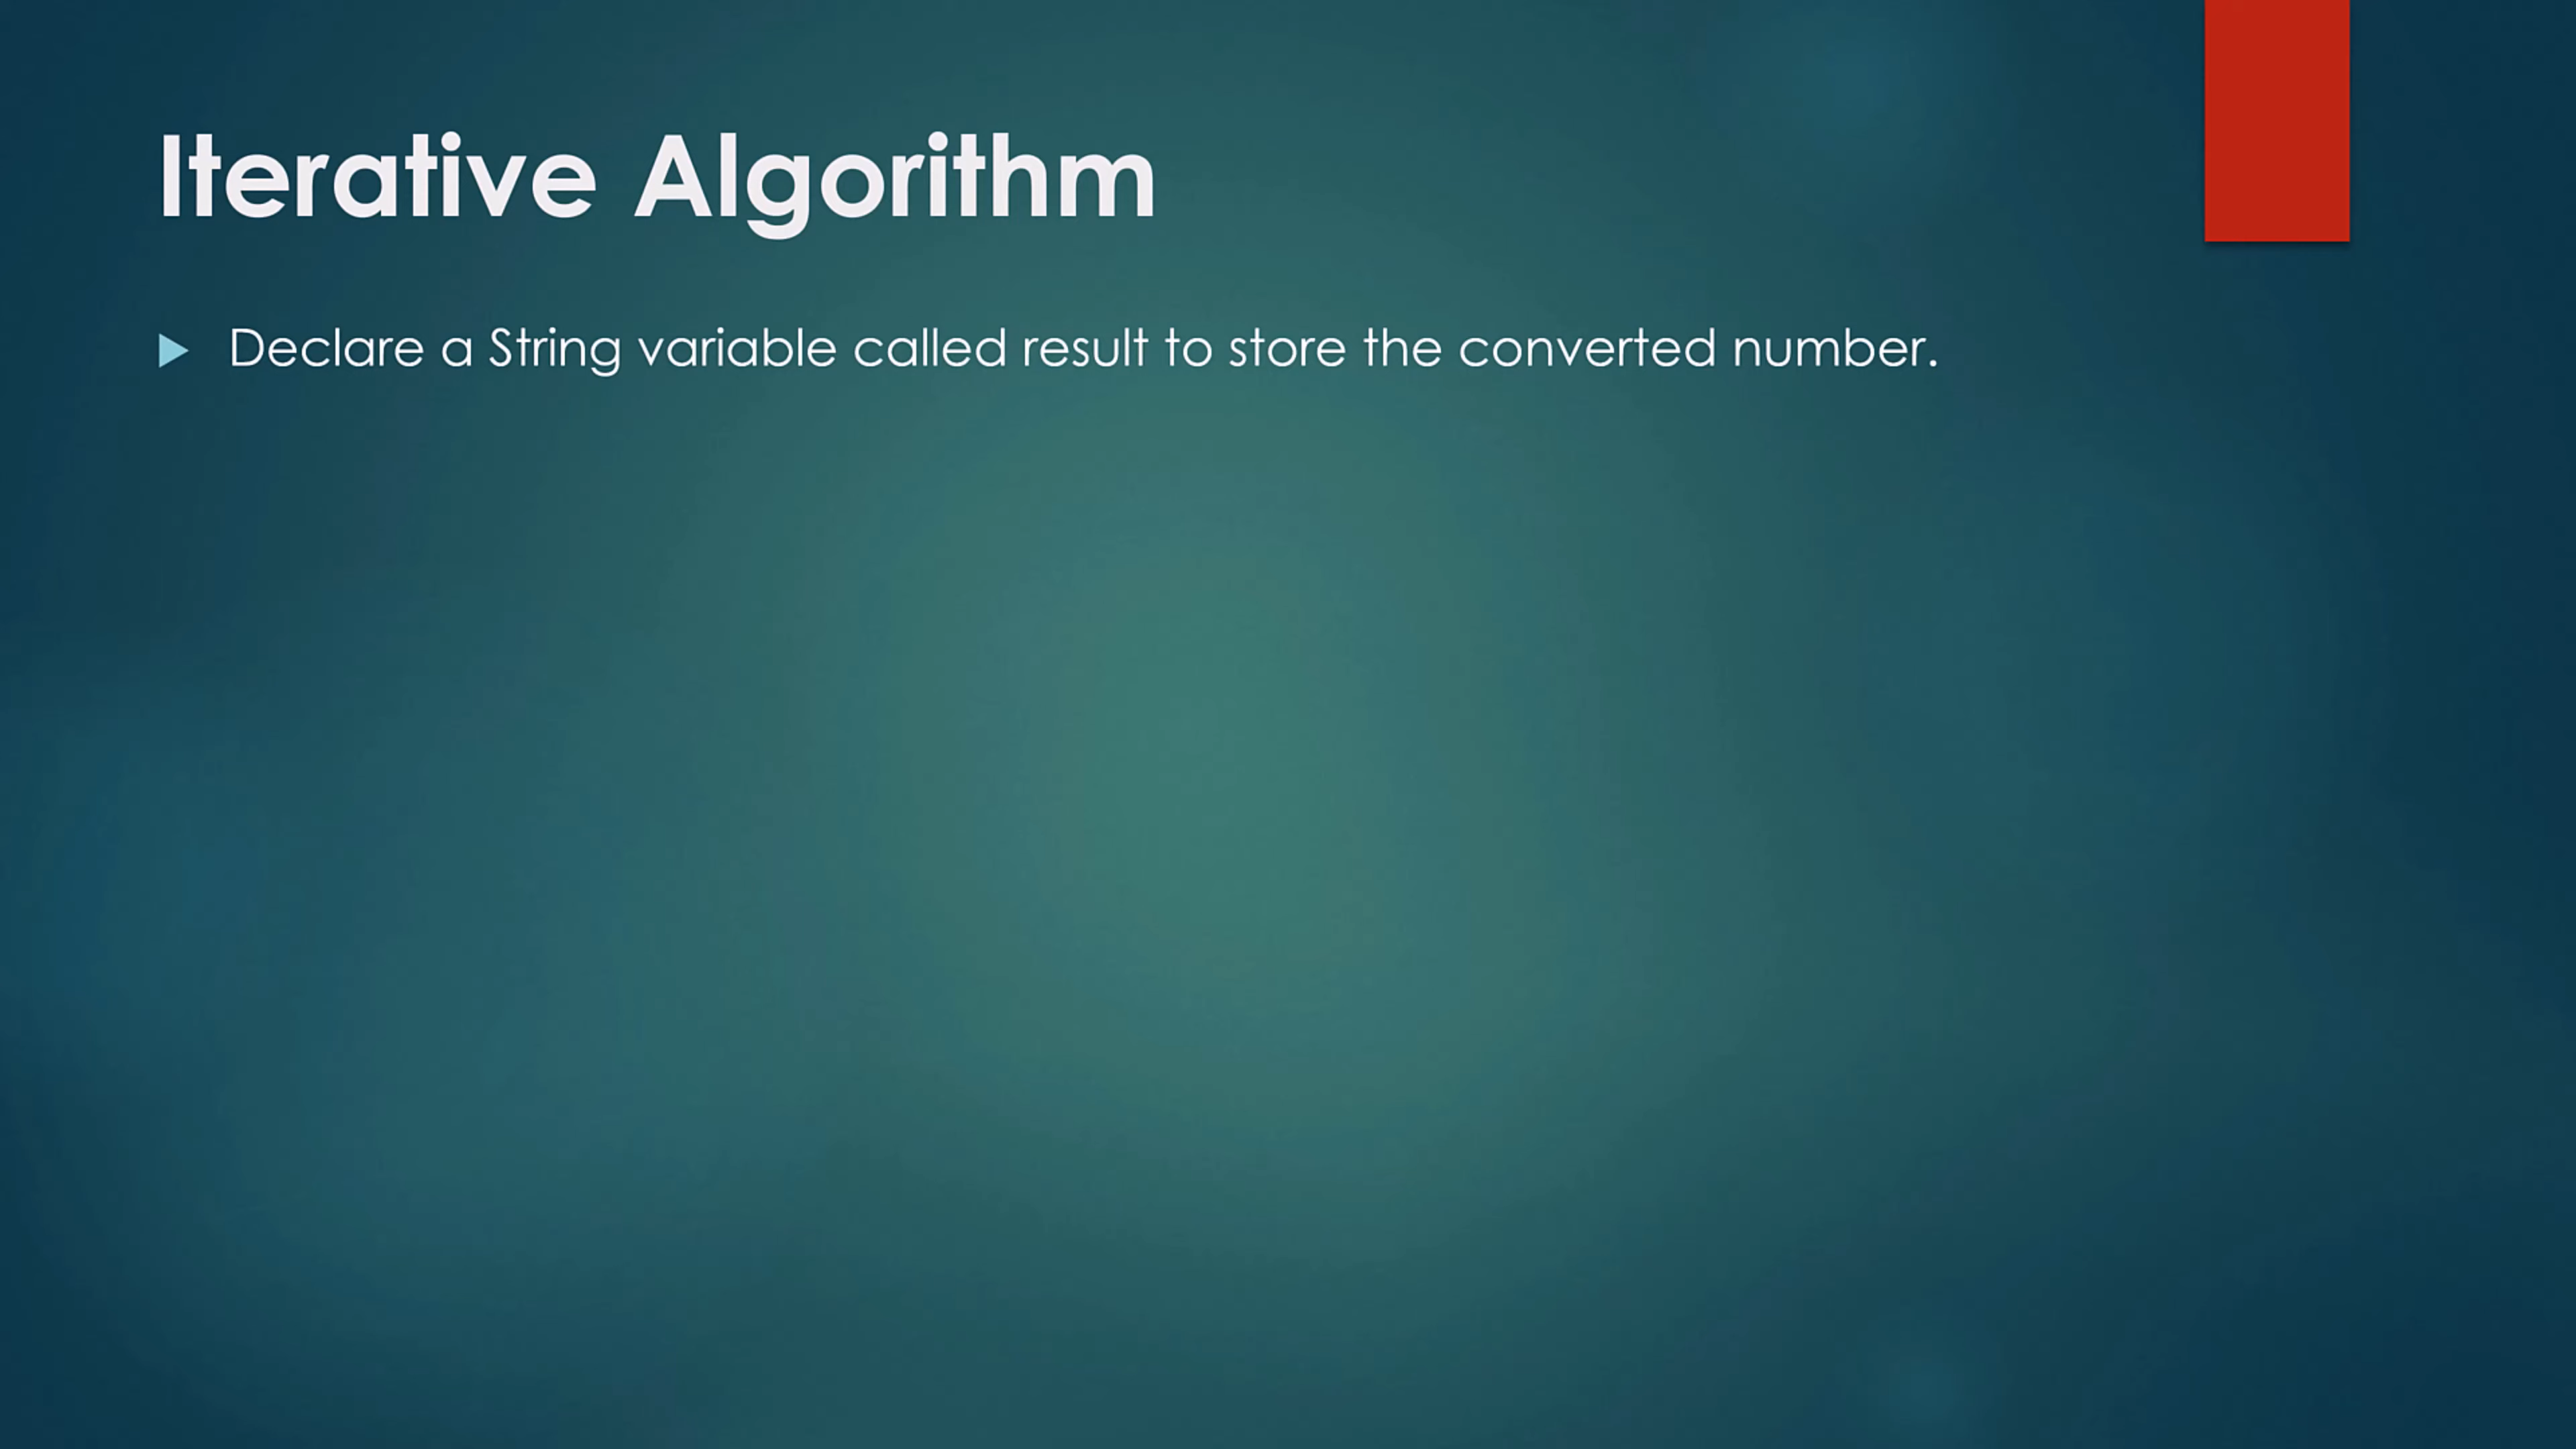 Iterative Algorithm
Declare a String variable called result to store the converted number.